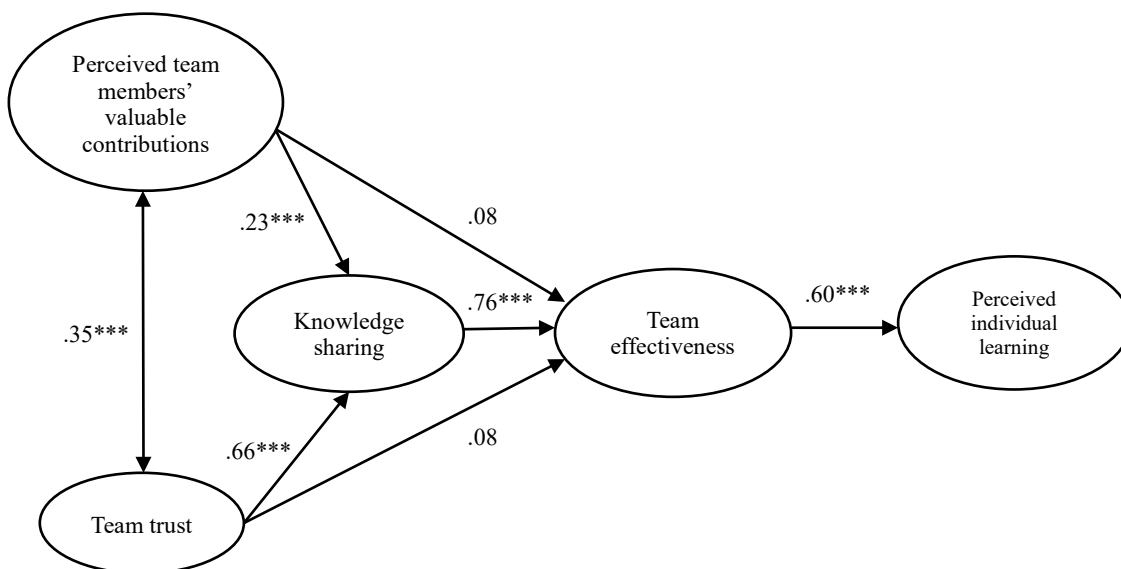 Perceived team
members’
valuable
contributions
.23***
.08
.35***
Knowledge
sharing
.76***
Team
effectiveness
.60***
Perceived
individual
learning
.66***
.08
Team trust